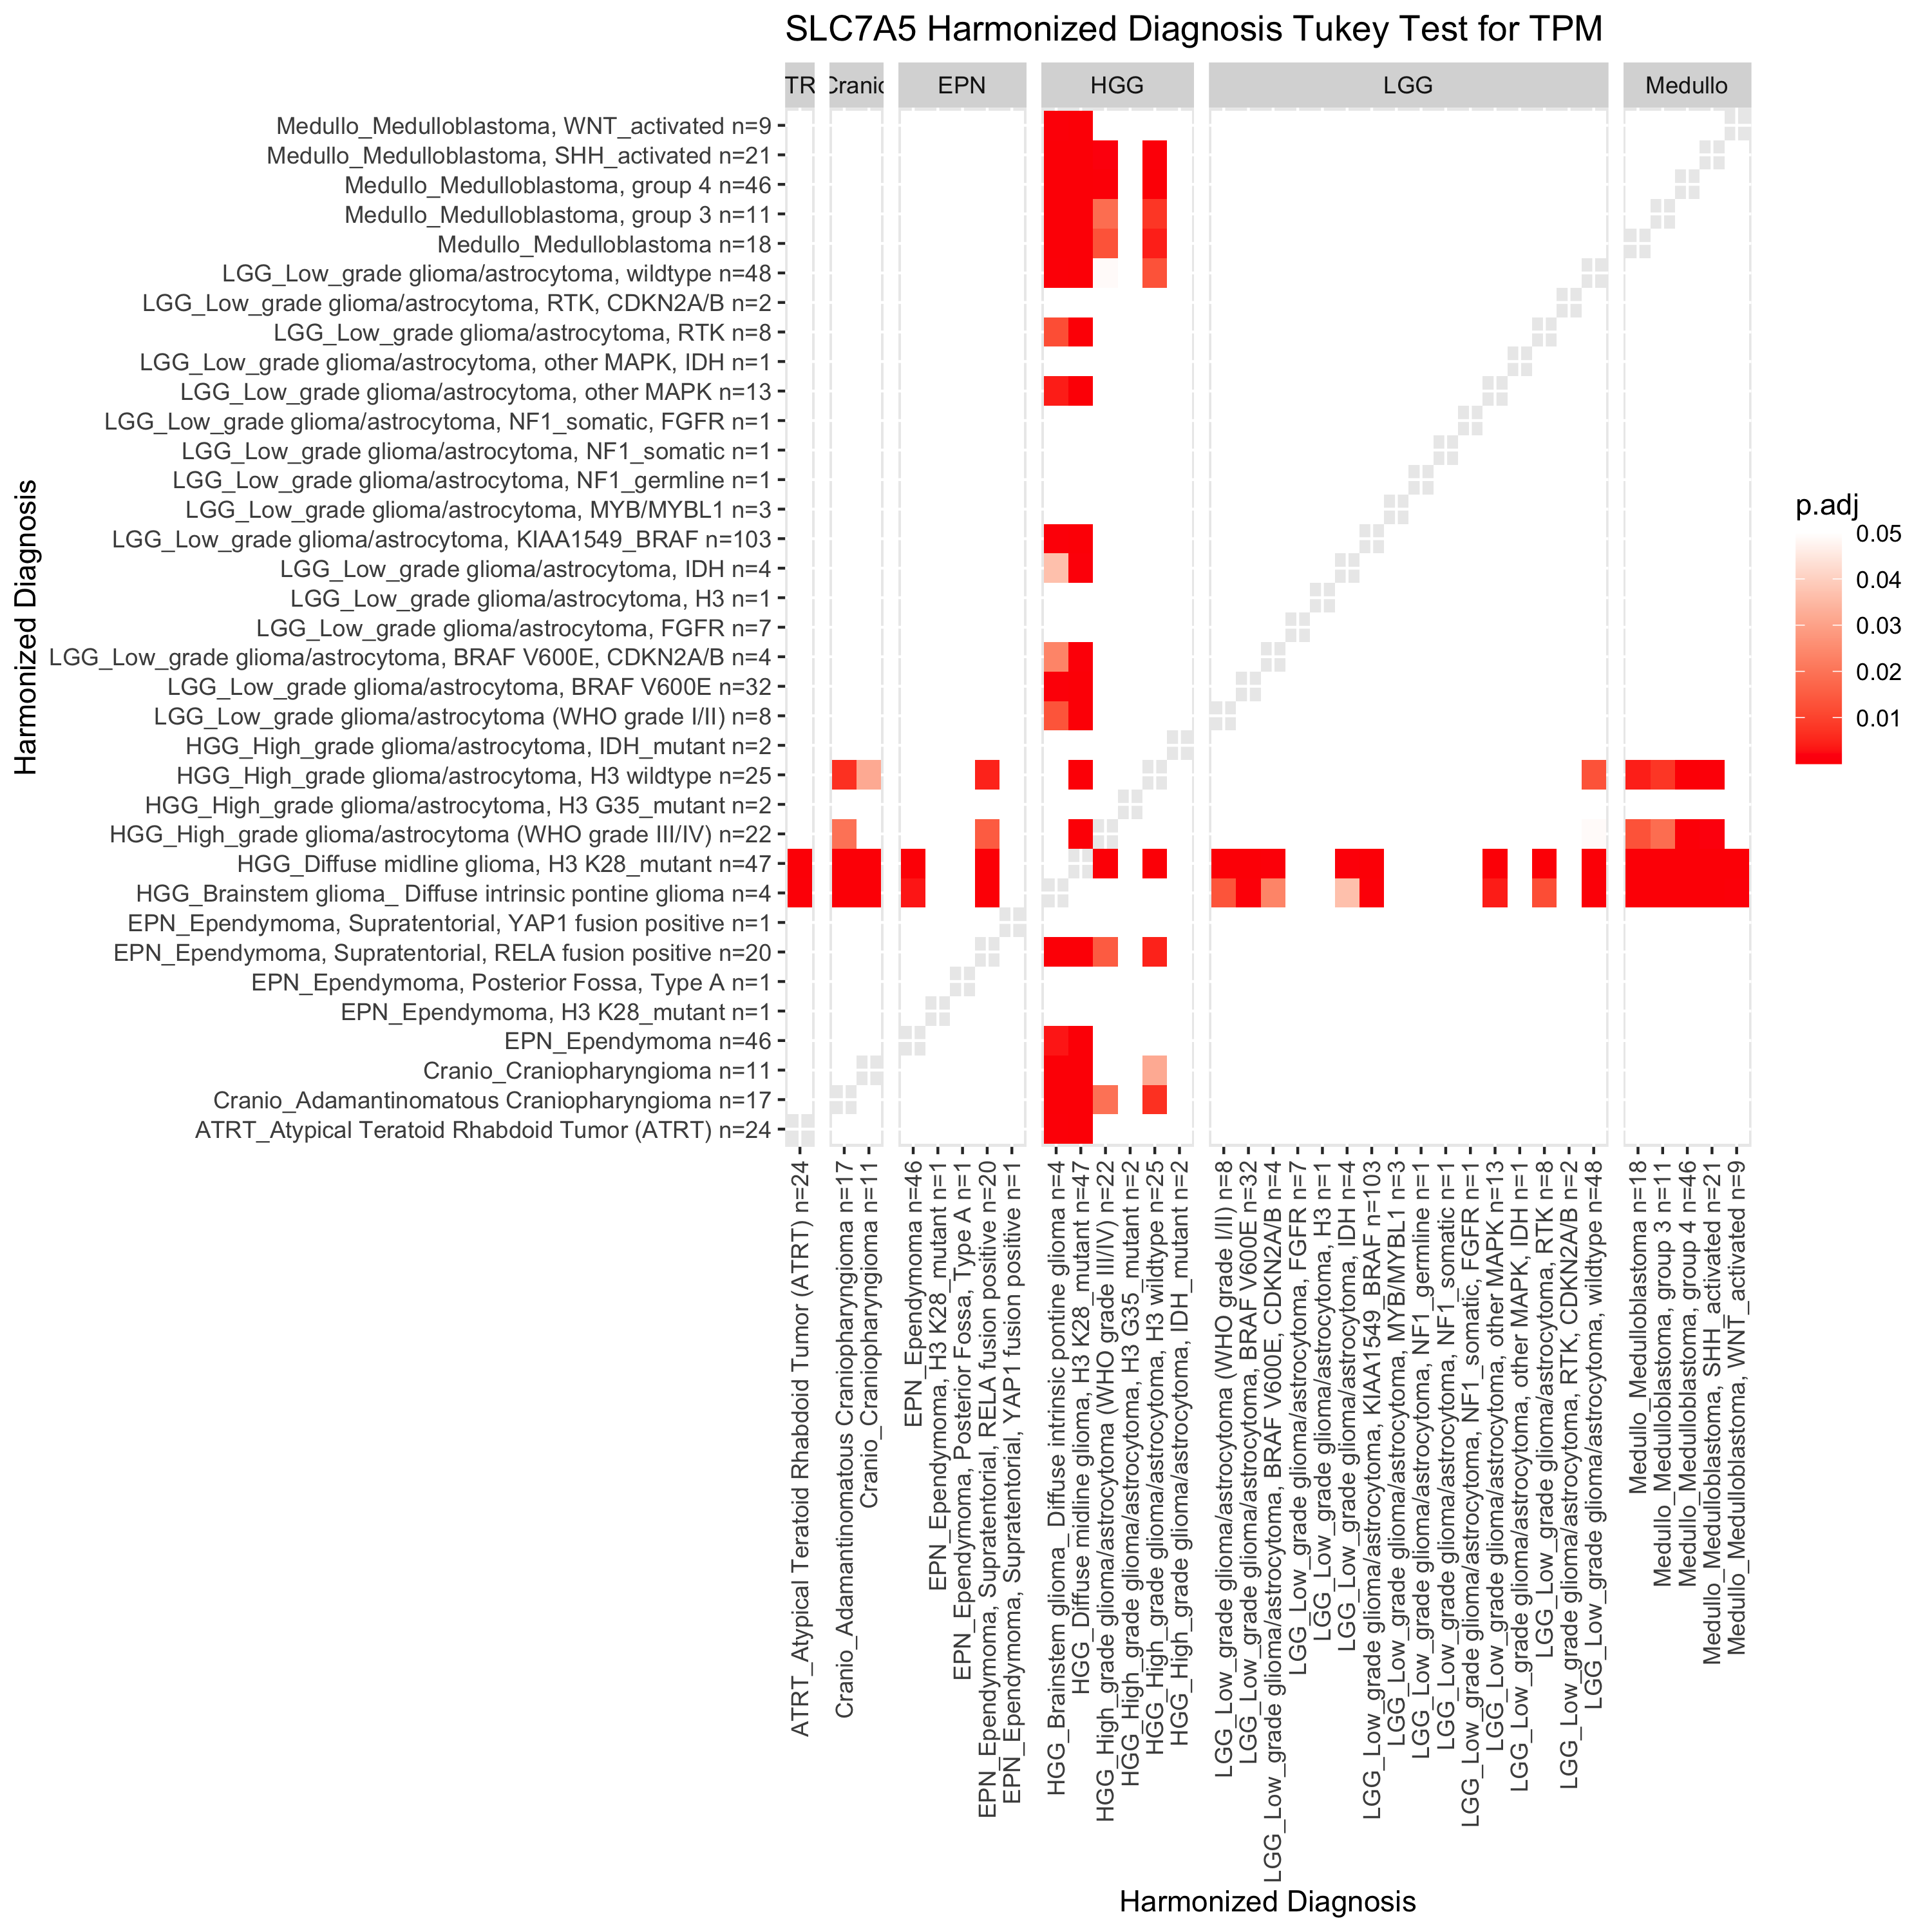 SLC7A5 Harmonized Diagnosis Tukey Test for TPM
TR
Cranio
EPN
HGG
LGG
Medullo
Harmonized Diagnosis
Medullo_Medulloblastoma, WNT_activated n=9
Medullo_Medulloblastoma, SHH_activated n=21
Medullo_Medulloblastoma, group 4 n=46
Medullo_Medulloblastoma, group 3 n=11
Medullo_Medulloblastoma n=18
LGG_Low_grade glioma/astrocytoma, wildtype n=48
LGG_Low_grade glioma/astrocytoma, RTK, CDKN2A/B n=2
LGG_Low_grade glioma/astrocytoma, RTK n=8
LGG_Low_grade glioma/astrocytoma, other MAPK, IDH n=1
LGG_Low_grade glioma/astrocytoma, other MAPK n=13
LGG_Low_grade glioma/astrocytoma, NF1_somatic, FGFR n=1
LGG_Low_grade glioma/astrocytoma, NF1_somatic n=1
LGG_Low_grade glioma/astrocytoma, NF1_germline n=1
LGG_Low_grade glioma/astrocytoma, MYB/MYBL1 n=3
LGG_Low_grade glioma/astrocytoma, KIAA1549_BRAF n=103
LGG_Low_grade glioma/astrocytoma, IDH n=4
LGG_Low_grade glioma/astrocytoma, H3 n=1
LGG_Low_grade glioma/astrocytoma, FGFR n=7
LGG_Low_grade glioma/astrocytoma, BRAF V600E, CDKN2A/B n=4
LGG_Low_grade glioma/astrocytoma, BRAF V600E n=32
LGG_Low_grade glioma/astrocytoma (WHO grade I/II) n=8
HGG_High_grade glioma/astrocytoma, IDH_mutant n=2
HGG_High_grade glioma/astrocytoma, H3 wildtype n=25
HGG_High_grade glioma/astrocytoma, H3 G35_mutant n=2
HGG_High_grade glioma/astrocytoma (WHO grade III/IV) n=22
HGG_Diffuse midline glioma, H3 K28_mutant n=47
HGG_Brainstem glioma_ Diffuse intrinsic pontine glioma n=4
EPN_Ependymoma, Supratentorial, YAP1 fusion positive n=1
EPN_Ependymoma, Supratentorial, RELA fusion positive n=20
EPN_Ependymoma, Posterior Fossa, Type A n=1
EPN_Ependymoma, H3 K28_mutant n=1
EPN_Ependymoma n=46
Cranio_Craniopharyngioma n=11
Cranio_Adamantinomatous Craniopharyngioma n=17
ATRT_Atypical Teratoid Rhabdoid Tumor (ATRT) n=24
ATRT_Atypical Teratoid Rhabdoid Tumor (ATRT) n=24
Cranio_Adamantinomatous Craniopharyngioma n=17
Cranio_Craniopharyngioma n=11
EPN_Ependymoma n=46
EPN_Ependymoma, H3 K28_mutant n=1
EPN_Ependymoma, Posterior Fossa, Type A n=1
EPN_Ependymoma, Supratentorial, RELA fusion positive n=20
EPN_Ependymoma, Supratentorial, YAP1 fusion positive n=1
HGG_Brainstem glioma_ Diffuse intrinsic pontine glioma n=4
HGG_Diffuse midline glioma, H3 K28_mutant n=47
HGG_High_grade glioma/astrocytoma (WHO grade III/IV) n=22
HGG_High_grade glioma/astrocytoma, H3 G35_mutant n=2
HGG_High_grade glioma/astrocytoma, H3 wildtype n=25
HGG_High_grade glioma/astrocytoma, IDH_mutant n=2
LGG_Low_grade glioma/astrocytoma (WHO grade I/II) n=8
LGG_Low_grade glioma/astrocytoma, BRAF V600E n=32
LGG_Low_grade glioma/astrocytoma, BRAF V600E, CDKN2A/B n=4
LGG_Low_grade glioma/astrocytoma, FGFR n=7
LGG_Low_grade glioma/astrocytoma, H3 n=1
LGG_Low_grade glioma/astrocytoma, IDH n=4
LGG_Low_grade glioma/astrocytoma, KIAA1549_BRAF n=103
LGG_Low_grade glioma/astrocytoma, MYB/MYBL1 n=3
LGG_Low_grade glioma/astrocytoma, NF1_germline n=1
LGG_Low_grade glioma/astrocytoma, NF1_somatic n=1
LGG_Low_grade glioma/astrocytoma, NF1_somatic, FGFR n=1
LGG_Low_grade glioma/astrocytoma, other MAPK n=13
LGG_Low_grade glioma/astrocytoma, other MAPK, IDH n=1
LGG_Low_grade glioma/astrocytoma, RTK n=8
LGG_Low_grade glioma/astrocytoma, RTK, CDKN2A/B n=2
LGG_Low_grade glioma/astrocytoma, wildtype n=48
Medullo_Medulloblastoma n=18
Medullo_Medulloblastoma, group 3 n=11
Medullo_Medulloblastoma, group 4 n=46
Medullo_Medulloblastoma, SHH_activated n=21
Medullo_Medulloblastoma, WNT_activated n=9
Harmonized Diagnosis
p.adj
0.05
0.04
0.03
0.02
0.01